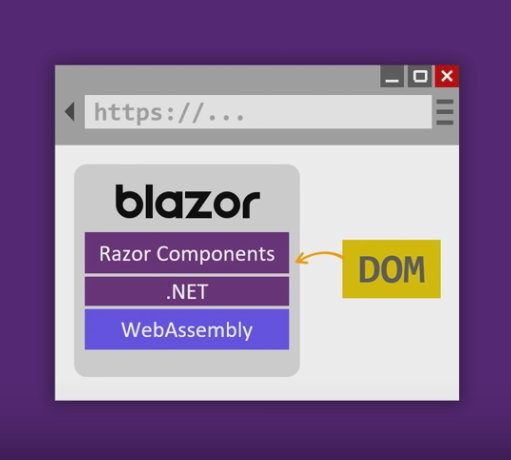 https://...
blazor
Razor Components
.NET
WebAssembly
DOM